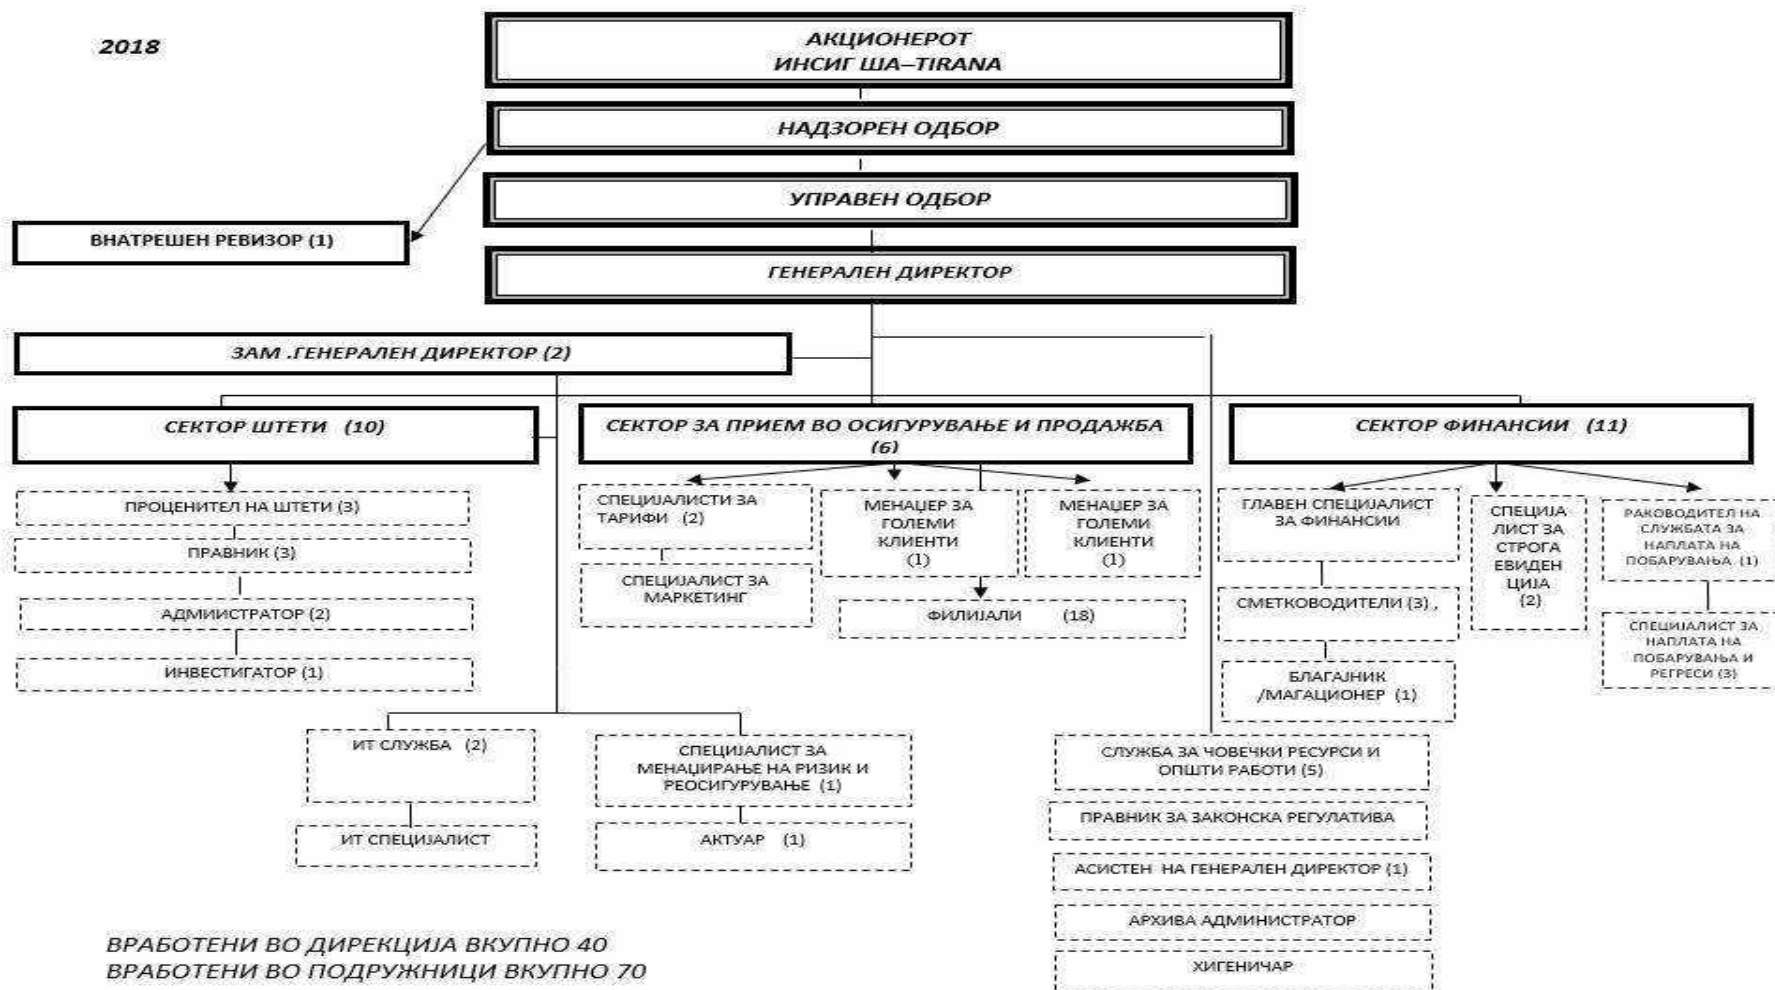 2018
АКЦИОНЕРОТ
ИНСИГ ША–TIRANA
НАДЗОРЕН ОДБОР
УПРАВЕН ОДБОР
ВНАТРЕШЕН РЕВИЗОР (1)
ГЕНЕРАЛЕН ДИРЕКТОР
ЗАМ .ГЕНЕРАЛЕН ДИРЕКТОР (2)
СЕКТОР ШТЕТИ (10)
СЕКТОР ЗА ПРИЕМ ВО ОСИГУРУВАЊЕ И ПРОДАЖБА
(6)
СЕКТОР ФИНАНСИИ (11)
ПРОЦЕНИТЕЛ НА ШТЕТИ (3)
ПРАВНИК (3)
АДМИИСТРАТОР (2)
ИНВЕСТИГАТОР (1)
СПЕЦИЈАЛИСТИ ЗА
ТАРИФИ (2)
СПЕЦИЈАЛИСТ ЗА
МАРКЕТИНГ
МЕНАЏЕР ЗА
ГОЛЕМИ
КЛИЕНТИ
(1)
МЕНАЏЕР ЗА
ГОЛЕМИ
КЛИЕНТИ
(1)
ФИЛИЈАЛИ (18)
ГЛАВЕН СПЕЦИЈАЛИСТ
ЗА ФИНАНСИИ
СМЕТКОВОДИТЕЛИ (3) ,
БЛАГАЈНИК
/МАГАЦИОНЕР (1)
СПЕЦИЈА
ЛИСТ ЗА
СТРОГА
ЕВИДЕН
ЦИЈА
(2)
РАКОВОДИТЕЛ НА
СЛУЖБАТА ЗА
НАПЛАТА НА
ПОБАРУВАЊА (1)
СПЕЦИЈАЛИСТ ЗА
НАПЛАТА НА
ПОБАРУВАЊА И
РЕГРЕСИ (3)
ИТ СЛУЖБА (2)
ИТ СПЕЦИЈАЛИСТ
СПЕЦИЈАЛИСТ ЗА
МЕНАЏИРАЊЕ НА РИЗИК И
РЕОСИГУРУВАЊЕ (1)
АКТУАР (1)
СЛУЖБА ЗА ЧОВЕЧКИ РЕСУРСИ И
ОПШТИ РАБОТИ (5)
ПРАВНИК ЗА ЗАКОНСКА РЕГУЛАТИВА
АСИСТЕН НА ГЕНЕРАЛЕН ДИРЕКТОР (1)
АРХИВА АДМИНИСТРАТОР
ХИГЕНИЧАР
ВРАБОТЕНИ ВО ДИРЕКЦИЈА ВКУПНО 40
ВРАБОТЕНИ ВО ПОДРУЖНИЦИ ВКУПНО 70